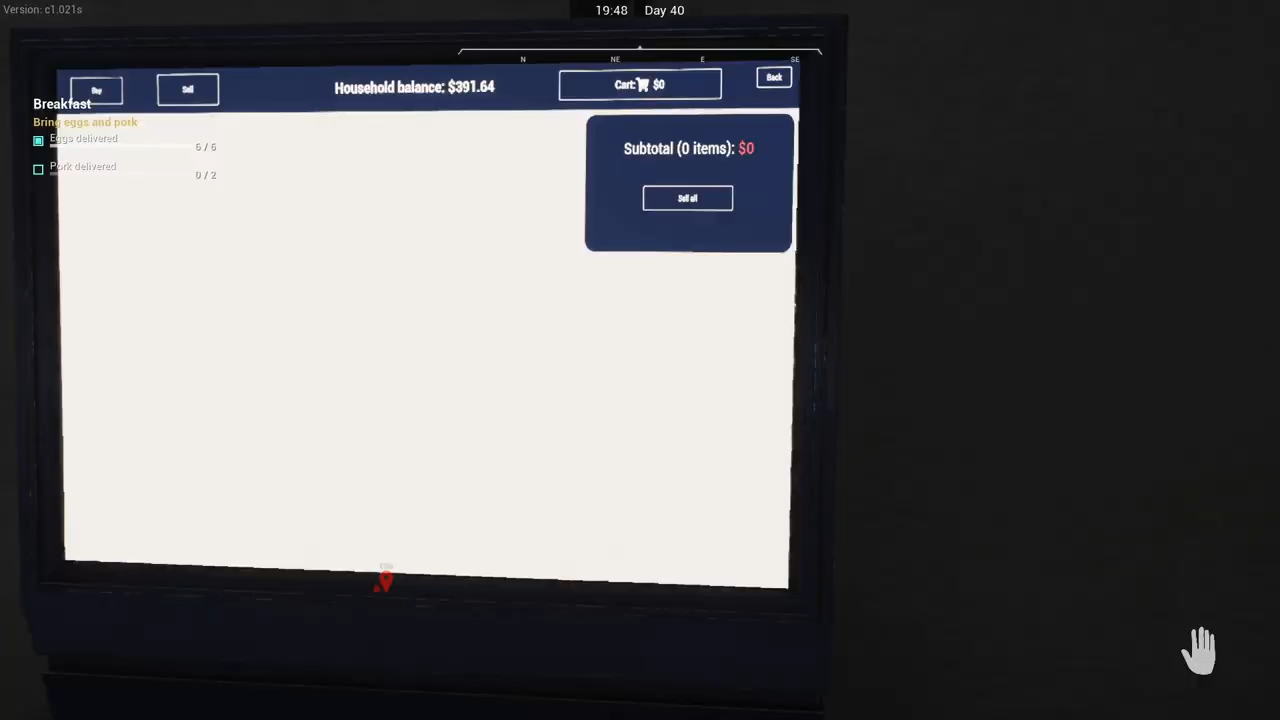 Version: c1.021s
19:48 Day 40
N NE E SE
Buy Sell Household balance: $391.64 Cart: $0 Back
Breakfast
Bring eggs and pork
Eggs delivered
6 / 6
Pork delivered
0 / 2
Subtotal (0 items): $0
Sell all